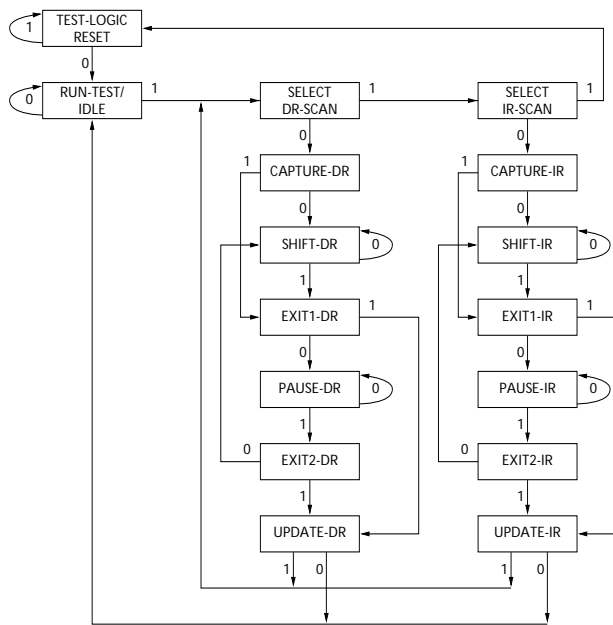 TEST-LOGIC
RESET
1
0
RUN-TEST/
IDLE
0
1
SELECT
DR-SCAN
1
SELECT
IR-SCAN
1
0
0
1
CAPTURE-DR
1
CAPTURE-IR
0
0
SHIFT-DR
0
SHIFT-IR
0
1
1
EXIT1-DR
1
EXIT1-IR
1
0
0
PAUSE-DR
0
PAUSE-IR
0
1
1
0
EXIT2-DR
0
EXIT2-IR
1
1
UPDATE-DR
UPDATE-IR
1
0
1
0